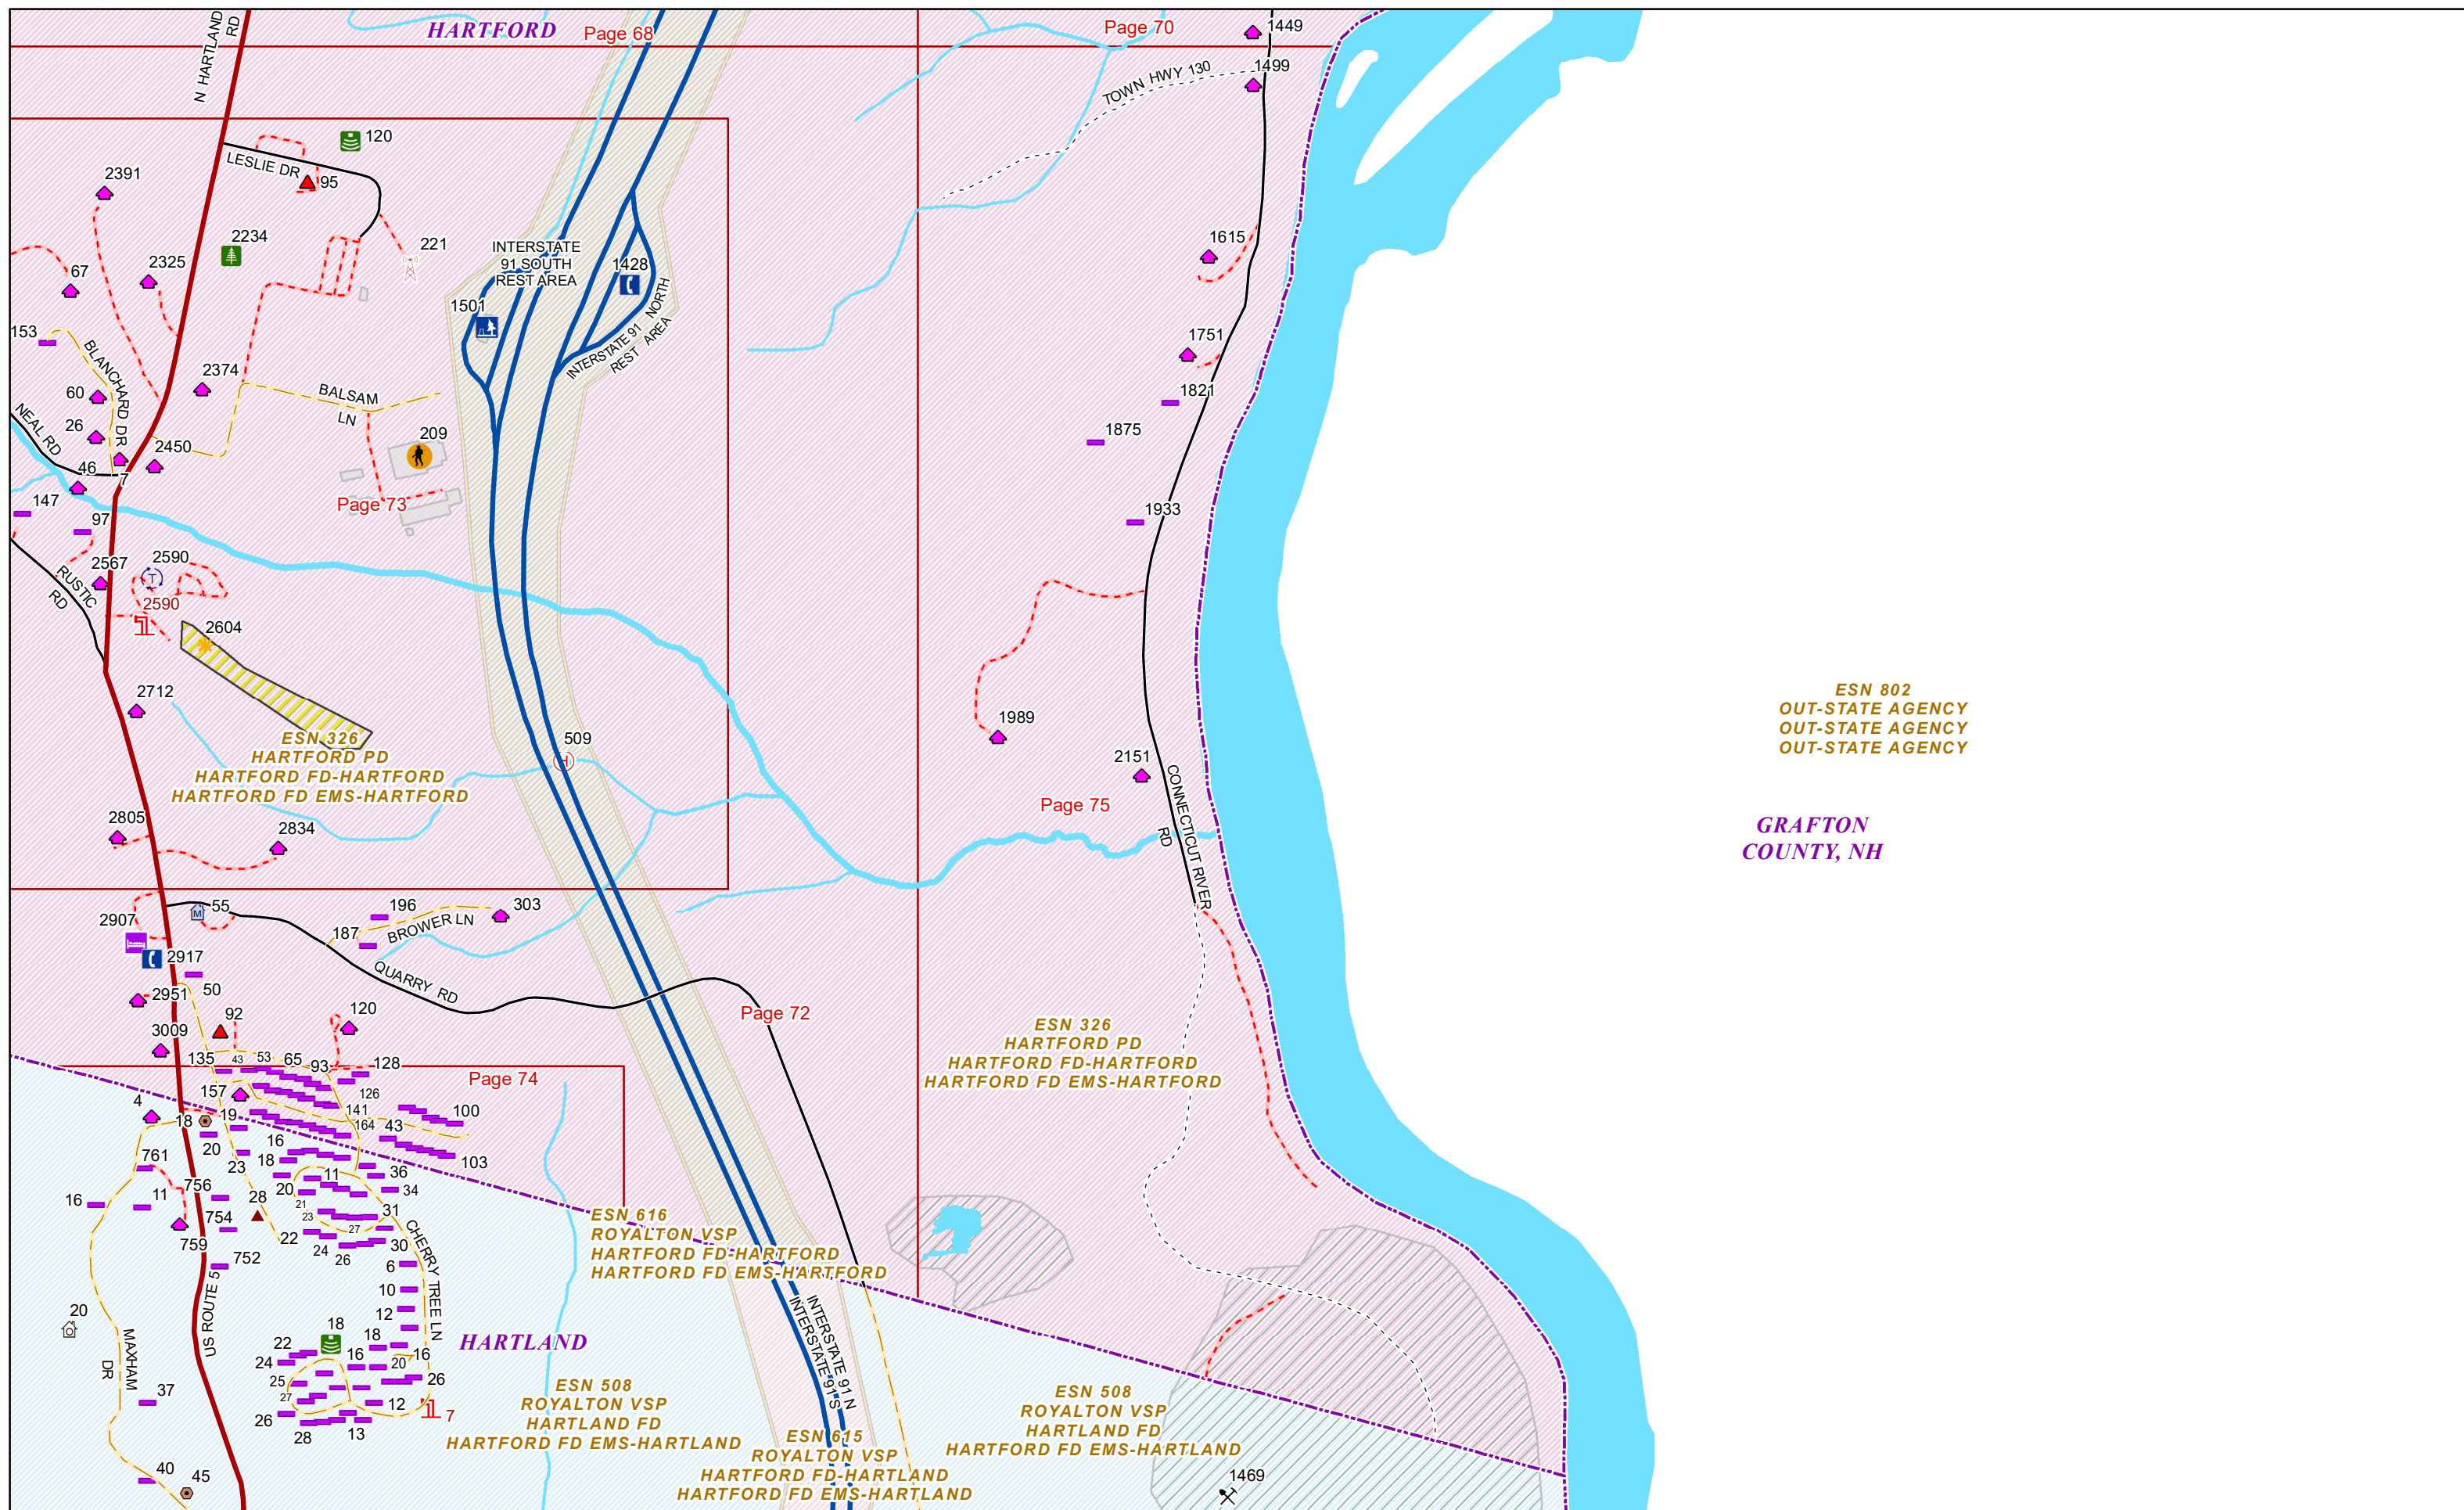 HARTFORD
Page 68
Page 70
1449
N HARTLAND
RD
1499
TOWN HWY 130
120
LESLIE DR
95
2391
2234
221
INTERSTATE
91 SOUTH
REST AREA
1428
1615
67
2325
1501
INTERSTATE 91 NORTH
REST AREA
153
BLANCHARD DR
1751
2374
60
BALSAM
LN
1821
NEAL RD
26
209
1875
2450
46
7
147
Page 73
97
1933
2567
2590
RUSTIC
RD
2590
1
2604
2712
ESN 326
HARTFORD PD
HARTFORD FD-HARTFORD
HARTFORD FD EMS-HARTFORD
509
H
1989
2151
ESN 802
OUT-STATE AGENCY
OUT-STATE AGENCY
OUT-STATE AGENCY
CONNECTICUT RIVER
RD
Page 75
GRAFTON
COUNTY, NH
2805
2834
55
M
196
303
BROWER LN
187
2907
2917
QUARRY RD
50
2951
92
120
Page 72
3009
ESN 326
HARTFORD PD
HARTFORD FD-HARTFORD
HARTFORD FD EMS-HARTFORD
135
43
53
65
93
128
Page 74
157
126
4
141
100
18
19
164
43
20
16
103
761
23
18
36
756
11
20
34
16
11
28
21
23
31
754
27
759
22
24
30
26
752
6
CHERRY TREE LN
ESN 616
ROYALTON VSP
HARTFORD FD-HARTFORD
HARTFORD FD EMS-HARTFORD
10
US ROUTE 5
20
12
18
18
HARTLAND
INTERSTATE 91 N
INTERSTATE 91 S
MAXHAM
DR
22
24
16
20
16
25
26
27
37
12
26
28
13
1
7
ESN 508
ROYALTON VSP
HARTLAND FD
HARTFORD FD EMS-HARTLAND
ESN 508
ROYALTON VSP
HARTLAND FD
HARTFORD FD EMS-HARTLAND
ESN 615
ROYALTON VSP
HARTFORD FD-HARTLAND
HARTFORD FD EMS-HARTLAND
40
45
1469